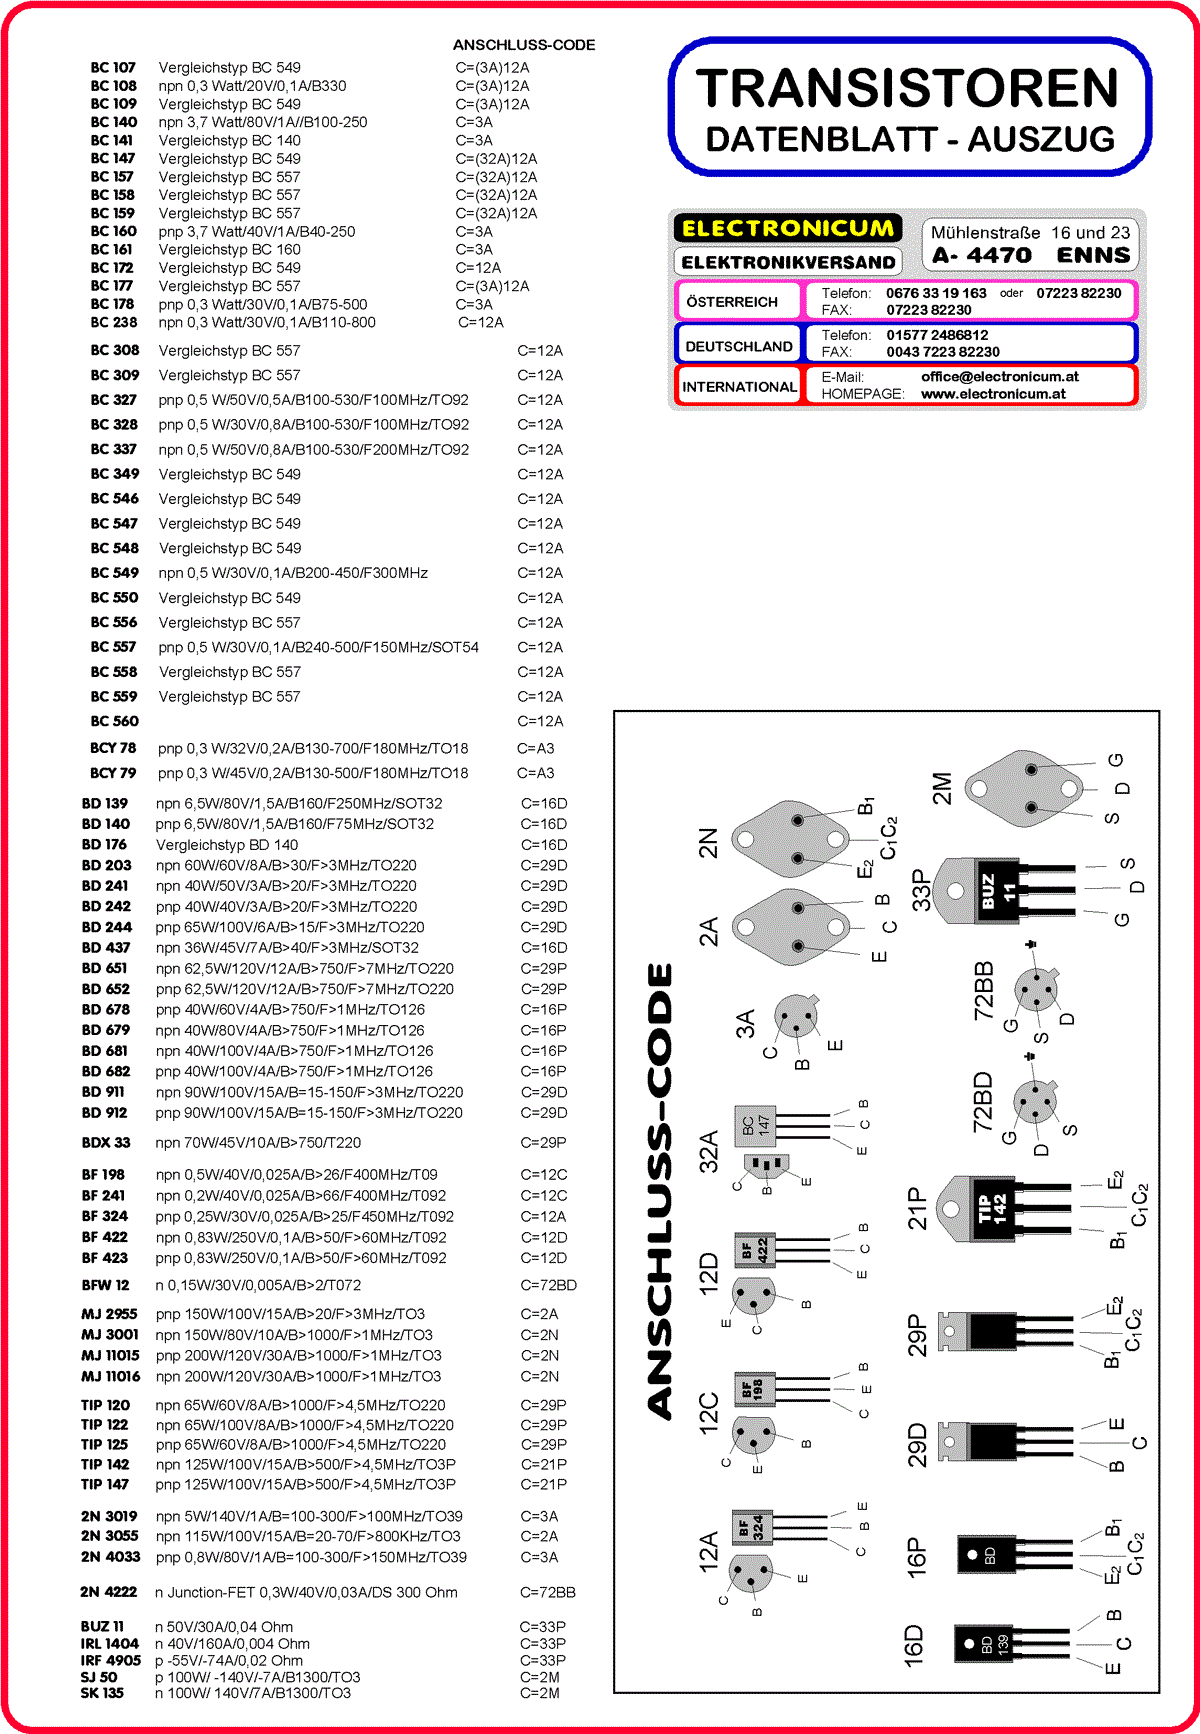 ANSCHLUSS-CODE
BC 107 Vergleichstyp BC 549 C=(3A)12A
BC 108 npn 0,3 Watt/20V/0,1A/B330 C=(3A)12A
BC 109 Vergleichstyp BC 549 C=(3A)12A
BC 140 npn 3,7 Watt/80V/1A//B100-250 C=3A
BC 141 Vergleichstyp BC 140 C=3A
BC 147 Vergleichstyp BC 549 C=(32A)12A
BC 157 Vergleichstyp BC 557 C=(32A)12A
BC 158 Vergleichstyp BC 557 C=(32A)12A
BC 159 Vergleichstyp BC 557 C=(32A)12A
BC 160 pnp 3,7 Watt/40V/1A/B40-250 C=3A
BC 161 Vergleichstyp BC 160 C=3A
BC 172 Vergleichstyp BC 549 C=12A
BC 177 Vergleichstyp BC 557 C=(3A)12A
BC 178 pnp 0,3 Watt/30V/0,1A/B75-500 C=3A
BC 238 npn 0,3 Watt/30V/0,1A/B110-800 C=12A
BC 308 Vergleichstyp BC 557 C=12A
BC 309 Vergleichstyp BC 557 C=12A
BC 327 pnp 0,5 W/50V/0,5A/B100-530/F100MHz/TO92 C=12A
BC 328 pnp 0,5 W/30V/0,8A/B100-530/F100MHz/TO92 C=12A
BC 337 npn 0,5 W/50V/0,8A/B100-530/F200MHz/TO92 C=12A
BC 349 Vergleichstyp BC 549 C=12A
BC 546 Vergleichstyp BC 549 C=12A
BC 547 Vergleichstyp BC 549 C=12A
BC 548 Vergleichstyp BC 549 C=12A
BC 549 npn 0,5 W/30V/0,1A/B200-450/F300MHz C=12A
BC 550 Vergleichstyp BC 549 C=12A
BC 556 Vergleichstyp BC 557 C=12A
BC 557 pnp 0,5 W/30V/0,1A/B240-500/F150MHz/SOT54 C=12A
BC 558 Vergleichstyp BC 557 C=12A
BC 559 Vergleichstyp BC 557 C=12A
BC 560 C=12A
BCY 78 pnp 0,3 W/32V/0,2A/B130-700/F180MHz/TO18 C=A3
BCY 79 pnp 0,3 W/45V/0,2A/B130-500/F180MHz/TO18 C=A3
BD 139 npn 6,5W/80V/1,5A/B160/F250MHz/SOT32 C=16D
BD 140 pnp 6,5W/80V/1,5A/B160/F75MHz/SOT32 C=16D
BD 176 Vergleichstyp BD 140 C=16D
BD 203 npn 60W/60V/8A/B>30/F>3MHz/TO220 C=29D
BD 241 npn 40W/50V/3A/B>20/F>3MHz/TO220 C=29D
BD 242 pnp 40W/40V/3A/B>20/F>3MHz/TO220 C=29D
BD 244 pnp 65W/100V/6A/B>15/F>3MHz/TO220 C=29D
BD 437 npn 36W/45V/7A/B>40/F>3MHz/SOT32 C=16D
BD 651 npn 62,5W/120V/12A/B>750/F>7MHz/TO220 C=29P
BD 652 pnp 62,5W/120V/12A/B>750/F>7MHz/TO220 C=29P
BD 678 pnp 40W/60V/4A/B>750/F>1MHz/TO126 C=16P
BD 679 npn 40W/80V/4A/B>750/F>1MHz/TO126 C=16P
BD 681 npn 40W/100V/4A/B>750/F>1MHz/TO126 C=16P
BD 682 pnp 40W/100V/4A/B>750/F>1MHz/TO126 C=16P
BD 911 npn 90W/100V/15A/B=15-150/F>3MHz/TO220 C=29D
BD 912 pnp 90W/100V/15A/B=15-150/F>3MHz/TO220 C=29D
BDX 33 npn 70W/45V/10A/B>750/T220 C=29P
BF 198 npn 0,5W/40V/0,025A/B>26/F400MHz/T09 C=12C
BF 241 npn 0,2W/40V/0,025A/B>66/F400MHz/T092 C=12C
BF 324 pnp 0,25W/30V/0,025A/B>25/F450MHz/T092 C=12A
BF 422 npn 0,83W/250V/0,1A/B>50/F>60MHz/T092 C=12D
BF 423 pnp 0,83W/250V/0,1A/B>50/F>60MHz/T092 C=12D
BFW 12 n 0,15W/30V/0,005A/B>2/T072 C=72BD
MJ 2955 pnp 150W/100V/15A/B>20/F>3MHz/TO3 C=2A
MJ 3001 npn 150W/80V/10A/B>1000/F>1MHz/TO3 C=2N
MJ 11015 pnp 200W/120V/30A/B>1000/F>1MHz/TO3 C=2N
MJ 11016 npn 200W/120V/30A/B>1000/F>1MHz/TO3 C=2N
TIP 120 npn 65W/60V/8A/B>1000/F>4,5MHz/TO220 C=29P
TIP 122 npn 65W/100V/8A/B>1000/F>4,5MHz/TO220 C=29P
TIP 125 pnp 65W/60V/8A/B>1000/F>4,5MHz/TO220 C=29P
TIP 142 npn 125W/100V/15A/B>500/F>4,5MHz/TO3P C=21P
TIP 147 pnp 125W/100V/15A/B>500/F>4,5MHz/TO3P C=21P
2N 3019 npn 5W/140V/1A/B=100-300/F>100MHz/TO39 C=3A
2N 3055 npn 115W/100V/15A/B=20-70/F>800KHz/TO3 C=2A
2N 4033 pnp 0,8W/80V/1A/B=100-300/F>150MHz/TO39 C=3A
2N 4222 n Junction-FET 0,3W/40V/0,03A/DS 300 Ohm C=72BB
BUZ 11 n 50V/30A/0,04 Ohm C=33P
IRL 1404 n 40V/160A/0,004 Ohm C=33P
IRF 4905 p -55V/-74A/0,02 Ohm C=33P
SJ 50 p 100W/ -140V/-7A/B1300/TO3 C=2M
SK 135 n 100W/ 140V/7A/B1300/TO3 C=2M
TRANSISTOREN
DATENBLATT - AUSZUG
ELECTRONICUM
ELEKTRONIKVERSAND
Mühlenstraße 16 und 23
A- 4470 ENNS
ÖSTERREICH
Telefon: 0676 33 19 163 oder 07223 82230
FAX: 07223 82230
DEUTSCHLAND
Telefon: 01577 2486812
FAX: 0043 7223 82230
INTERNATIONAL
E-Mail: office@electronicum.at
HOMEPAGE: www.electronicum.at
ANSCHLUSS-CODE
12A
C B E
BF 324
C B E
12C
C E B
BF 198
C E B
12D
E C B
BF 422
E C B
32A
C B E
BC 147
E C B
3A
C B E
2A
E C B
2N
E2 C1C2 B1
16D
BD 139
E C B
16P
BD
E2 C1C2 B1
29D
B C E
29P
B1 C1C2 E2
21P
TIP 142
B1 C1C2 E2
72BD
G D S
72BB
G S D
33P
BUZ 11
G D S
2M
S D G